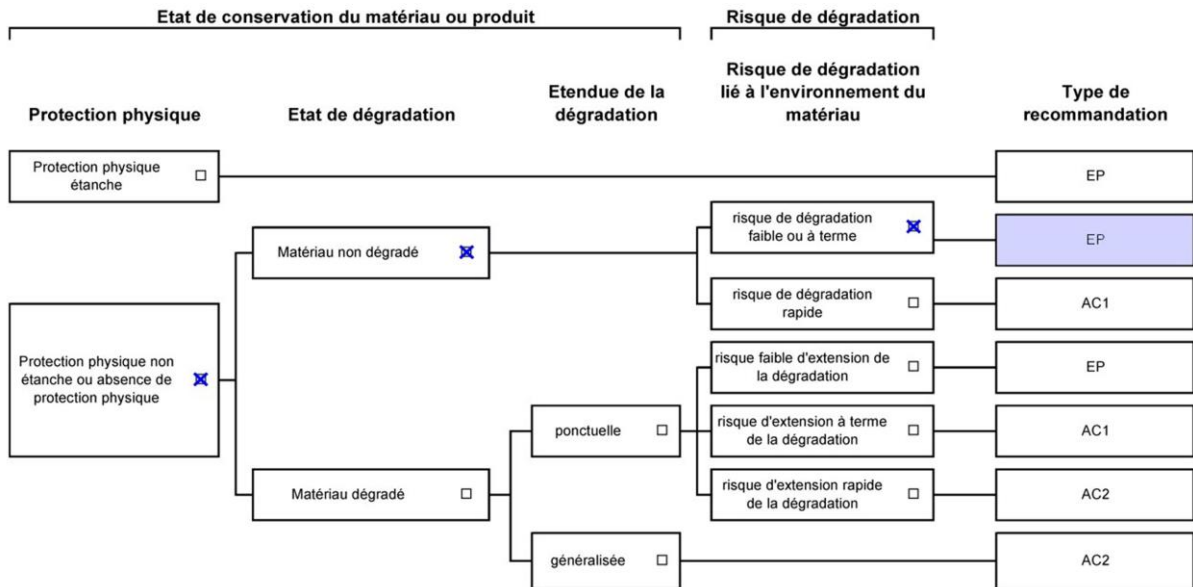 Etat de conservation du matériau ou produit
Risque de dégradation
Protection physique
Etat de dégradation
Etendue de la
dégradation
Risque de dégradation
lié à l'environnement du
matériau
Type de
recommandation
Protection physique
étanche
EP
risque de dégradation
faible ou à terme
EP
Matériau non dégradé
risque de dégradation
rapide
AC1
Protection physique non
étanche ou absence de
protection physique
risque faible d'extension de
la dégradation
EP
ponctuelle
risque d'extension à terme
de la dégradation
AC1
Matériau dégradé
risque d'extension rapide
de la dégradation
AC2
généralisée
AC2